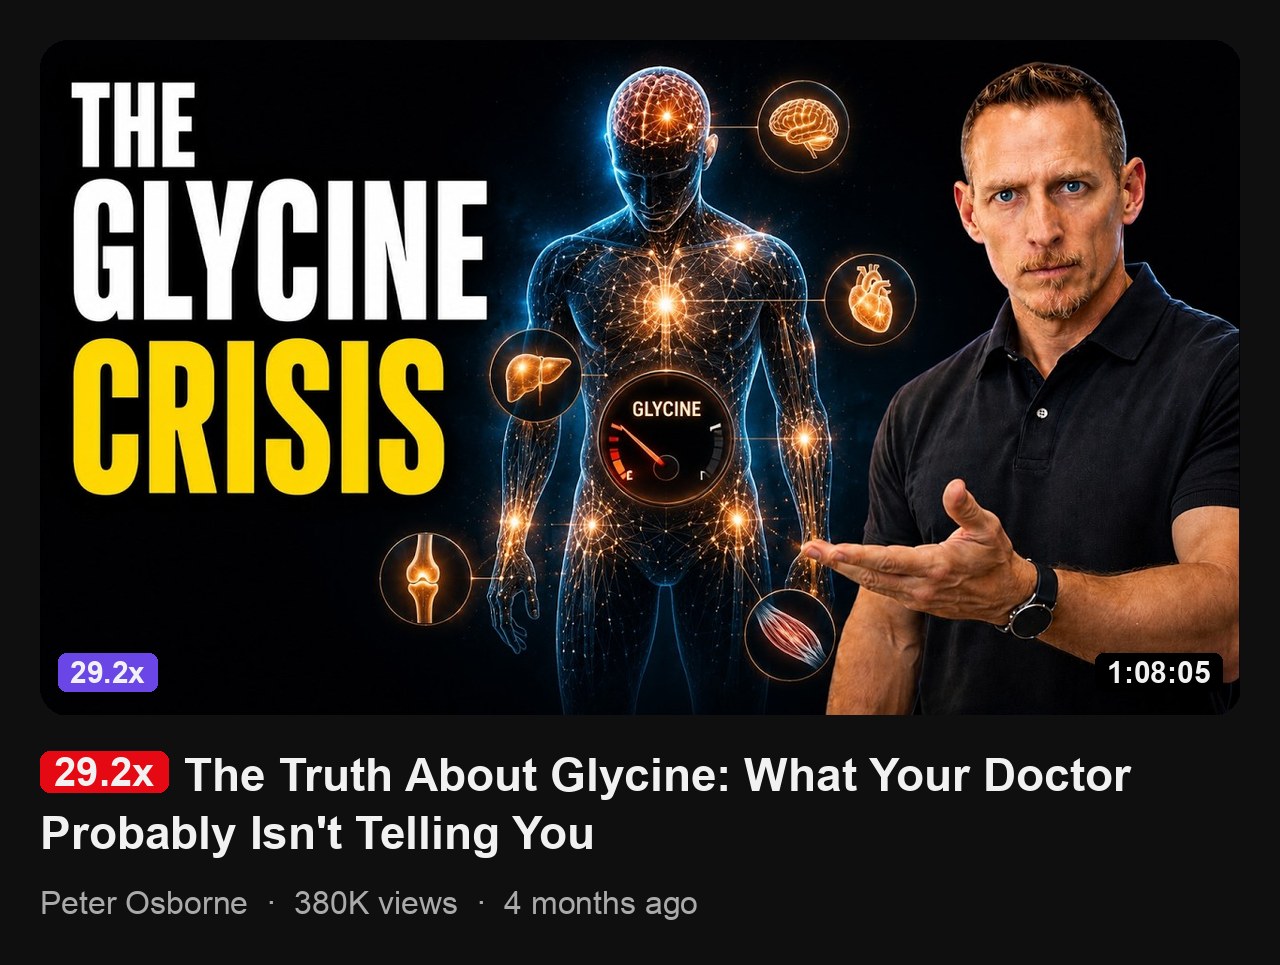 THE
GLYCINE
CRISIS
GLYCINE
29.2x
1:08:05
29.2x The Truth About Glycine: What Your Doctor
Probably Isn't Telling You
Peter Osborne · 380K views · 4 months ago